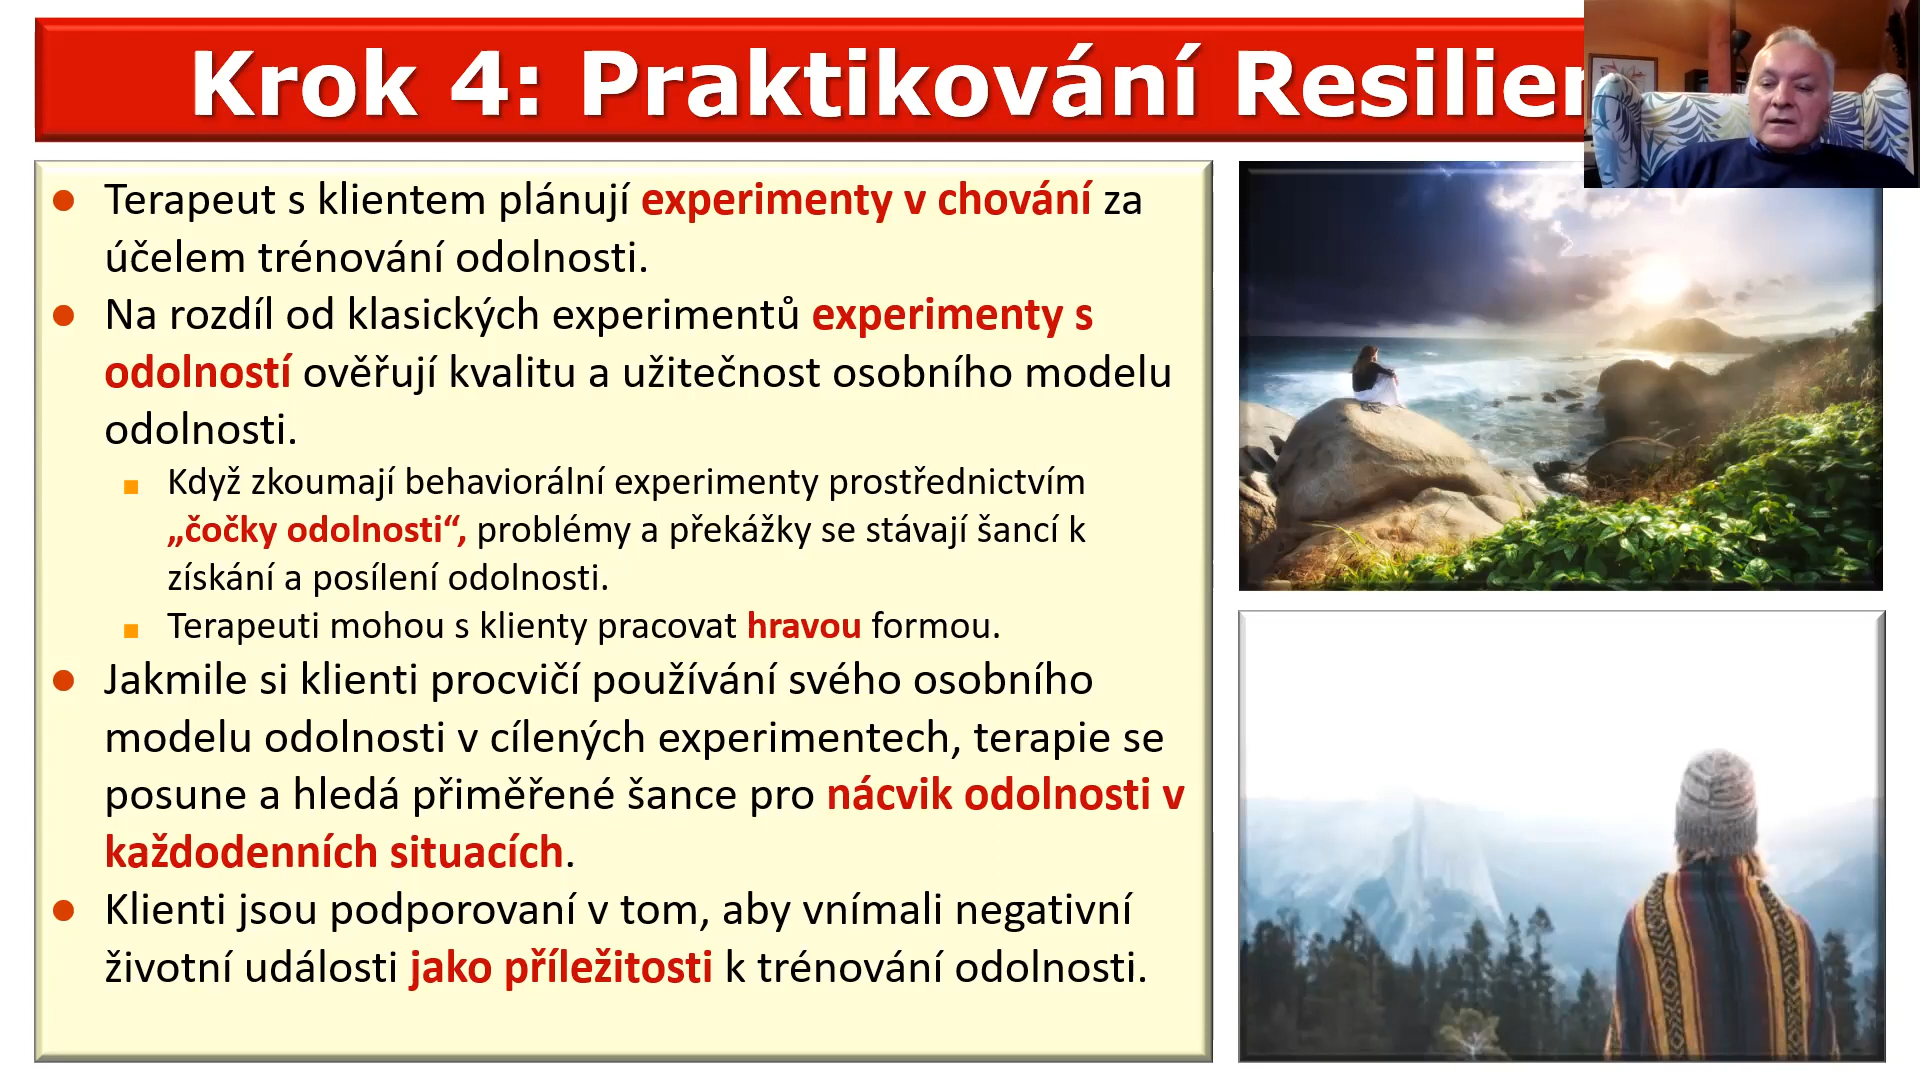 Krok 4: Praktikování Resilien
● Terapeut s klientem plánují experimenty v chování za
účelem trénování odolnosti.
● Na rozdíl od klasických experimentů experimenty s
odolností ověřují kvalitu a užitečnost osobního modelu
odolnosti.
■ Když zkoumají behaviorální experimenty prostřednictvím
„čočky odolnosti“, problémy a překážky se stávají šancí k
získání a posílení odolnosti.
■ Terapeuti mohou s klienty pracovat hravou formou.
● Jakmile si klienti procvičí používání svého osobního
modelu odolnosti v cílených experimentech, terapie se
posune a hledá přiměřené šance pro nácvik odolnosti v
každodenních situacích.
● Klienti jsou podporovaní v tom, aby vnímali negativní
životní události jako příležitosti k trénování odolnosti.